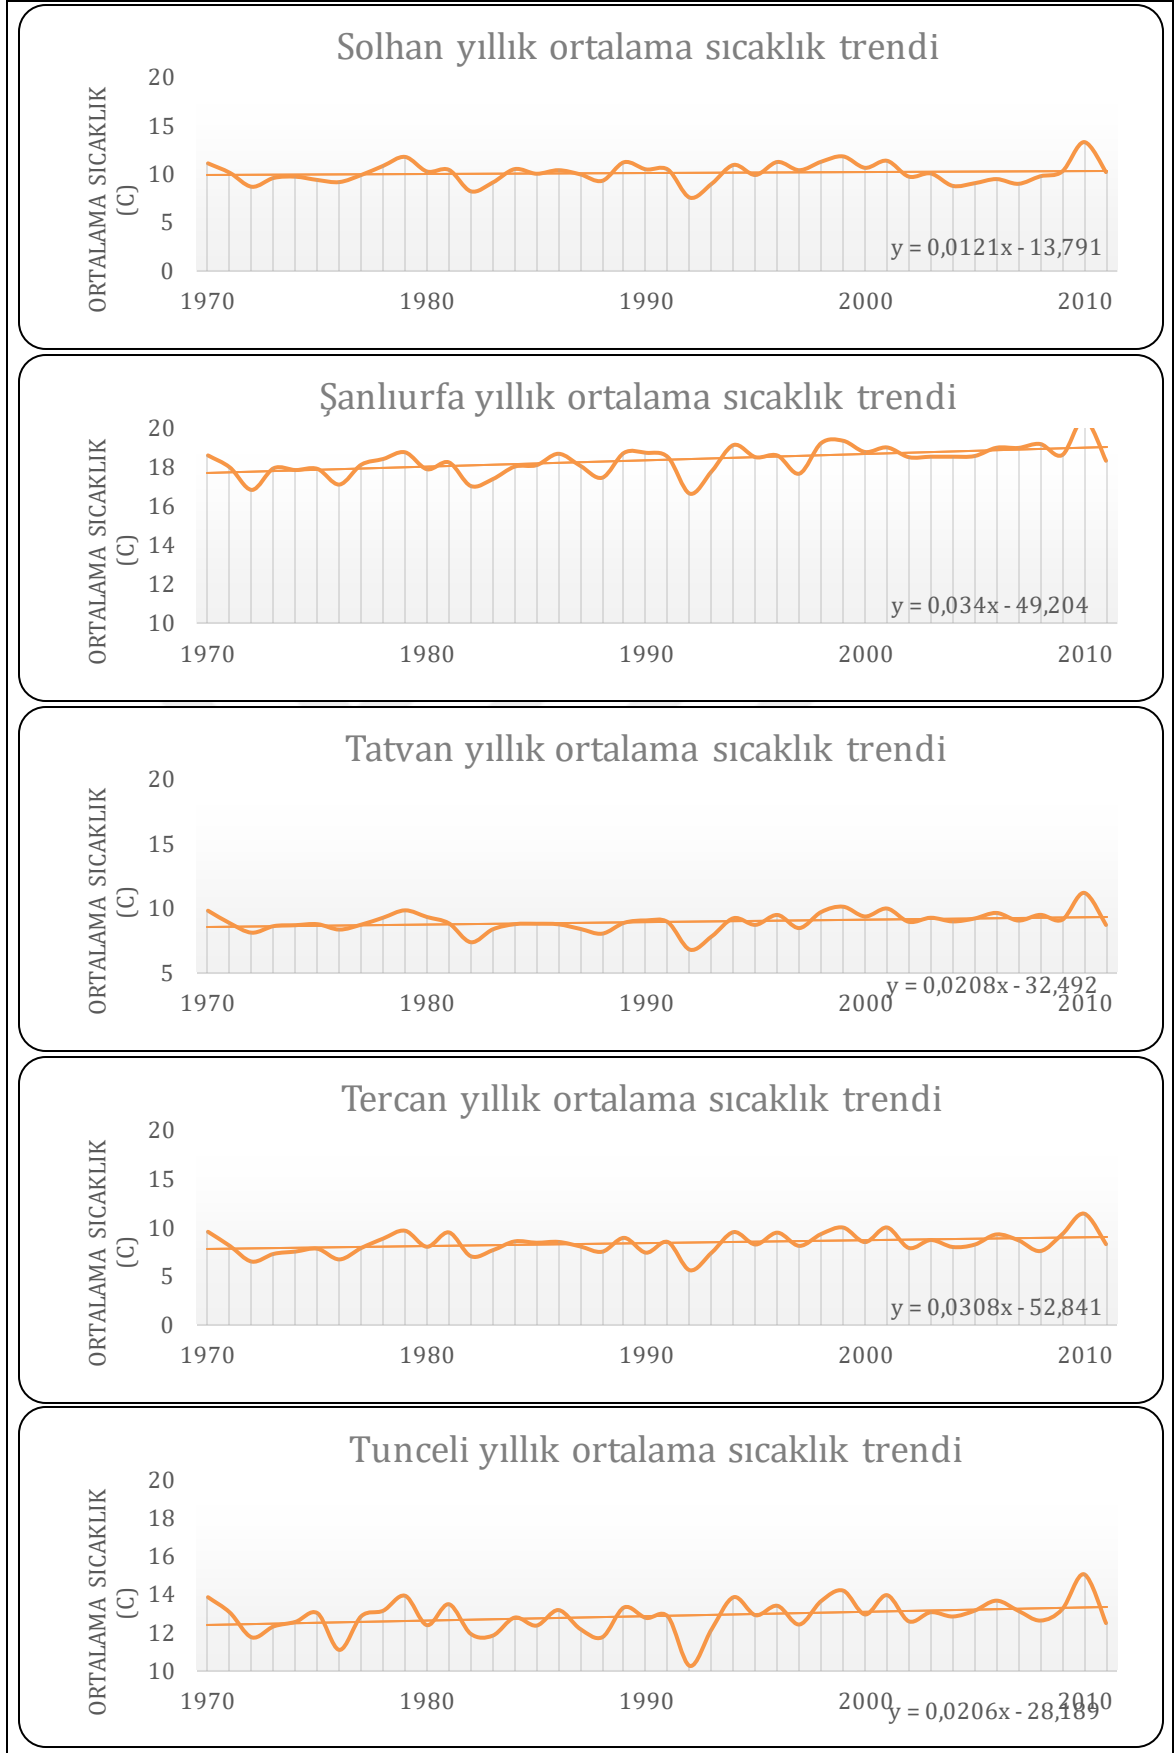 Solhan yıllık ortalama sıcaklık trendi
ORTALAMA SICAKLIK
(C)
20
15
10
5
0
y = 0,0121x - 13,791
1970 1980 1990 2000 2010
Şanlıurfa yıllık ortalama sıcaklık trendi
ORTALAMA SICAKLIK
(C)
20
18
16
14
12
10
y = 0,034x - 49,204
1970 1980 1990 2000 2010
Tatvan yıllık ortalama sıcaklık trendi
ORTALAMA SICAKLIK
(C)
20
15
10
5
y = 0,0208x - 32,492
1970 1980 1990 2000 2010
Tercan yıllık ortalama sıcaklık trendi
ORTALAMA SICAKLIK
(C)
20
15
10
5
0
y = 0,0308x - 52,841
1970 1980 1990 2000 2010
Tunceli yıllık ortalama sıcaklık trendi
ORTALAMA SICAKLIK
(C)
20
18
16
14
12
10
1970 1980 1990 2000 2010
y = 0,0206x - 28,189